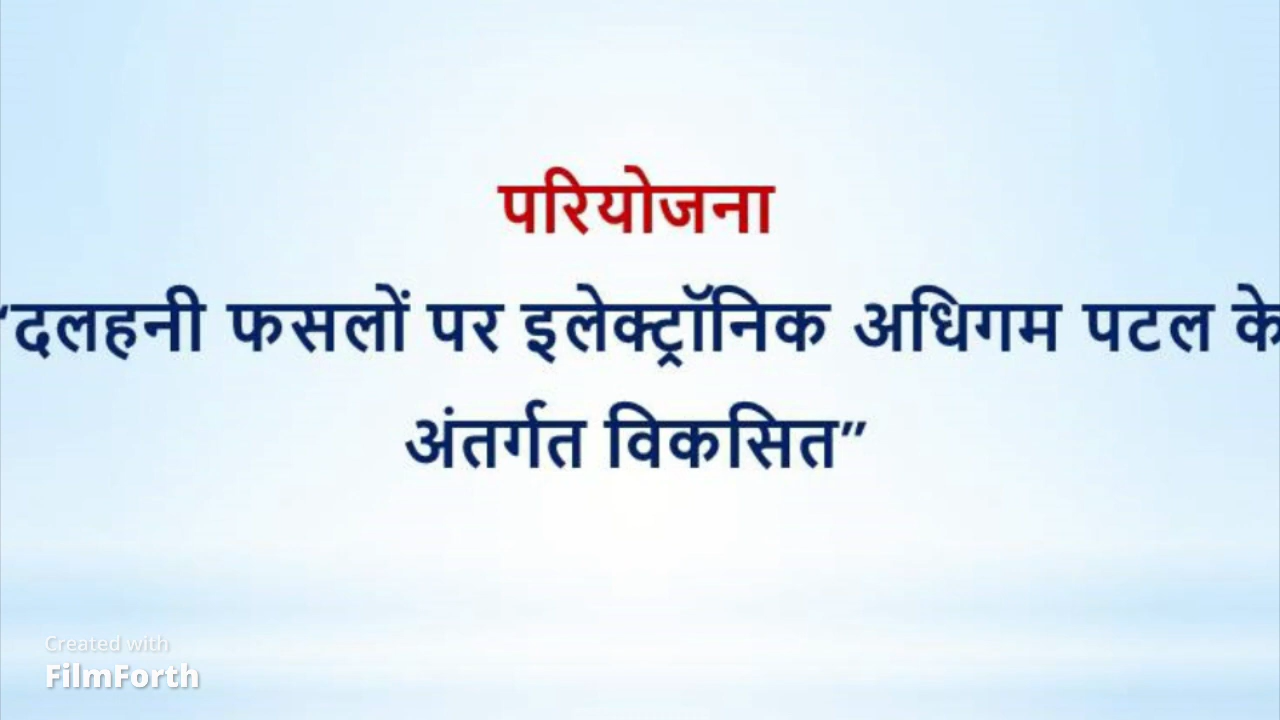 परियोजना
“दलहनी फसलों पर इलेक्ट्रॉनिक अधिगम पटल के
अंतर्गत विकसित”
Created with
FilmForth